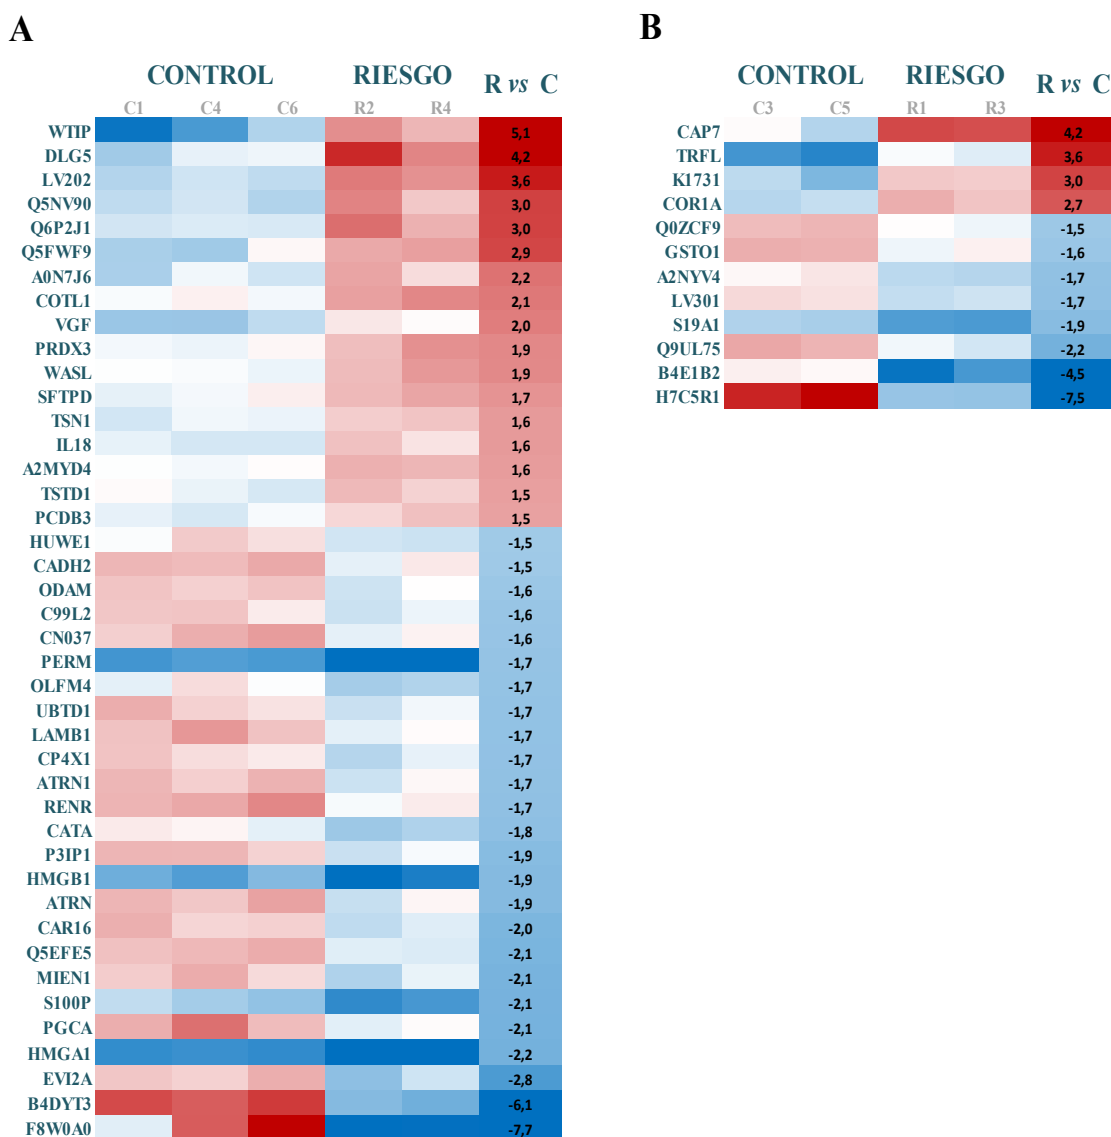 A
CONTROL RIESGO R vs C
C1 C4 C6 R2 R4
WTIP 5,1
DLG5 4,2
LV202 3,6
Q5NV90 3,0
Q6P2J1 3,0
Q5FWF9 2,9
A0N7J6 2,2
COTL1 2,1
VGF 2,0
PRDX3 1,9
WASL 1,9
SFTPD 1,7
TSN1 1,6
IL18 1,6
A2MYD4 1,6
TSTD1 1,5
PCDB3 1,5
HUWE1 -1,5
CADH2 -1,5
ODAM -1,6
C99L2 -1,6
CN037 -1,6
PERM -1,7
OLFM4 -1,7
UBTD1 -1,7
LAMB1 -1,7
CP4X1 -1,7
ATRN1 -1,7
RENR -1,7
CATA -1,8
P3IP1 -1,9
HMGB1 -1,9
ATRN -1,9
CAR16 -2,0
Q5EFE5 -2,1
MIEN1 -2,1
S100P -2,1
PGCA -2,1
HMGA1 -2,2
EVI2A -2,8
B4DYT3 -6,1
F8W0A0 -7,7
B
CONTROL RIESGO R vs C
C3 C5 R1 R3
CAP7 4,2
TRFL 3,6
K1731 3,0
COR1A 2,7
Q0ZCF9 -1,5
GSTO1 -1,6
A2NYV4 -1,7
LV301 -1,7
S19A1 -1,9
Q9UL75 -2,2
B4E1B2 -4,5
H7C5R1 -7,5